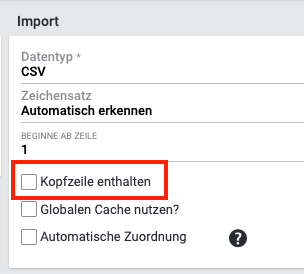 Import
Datentyp *
CSV
Zeichensatz
Automatisch erkennen
BEGINNE AB ZEILE
1
Kopfzeile enthalten
Globalen Cache nutzen?
Automatische Zuordnung ?